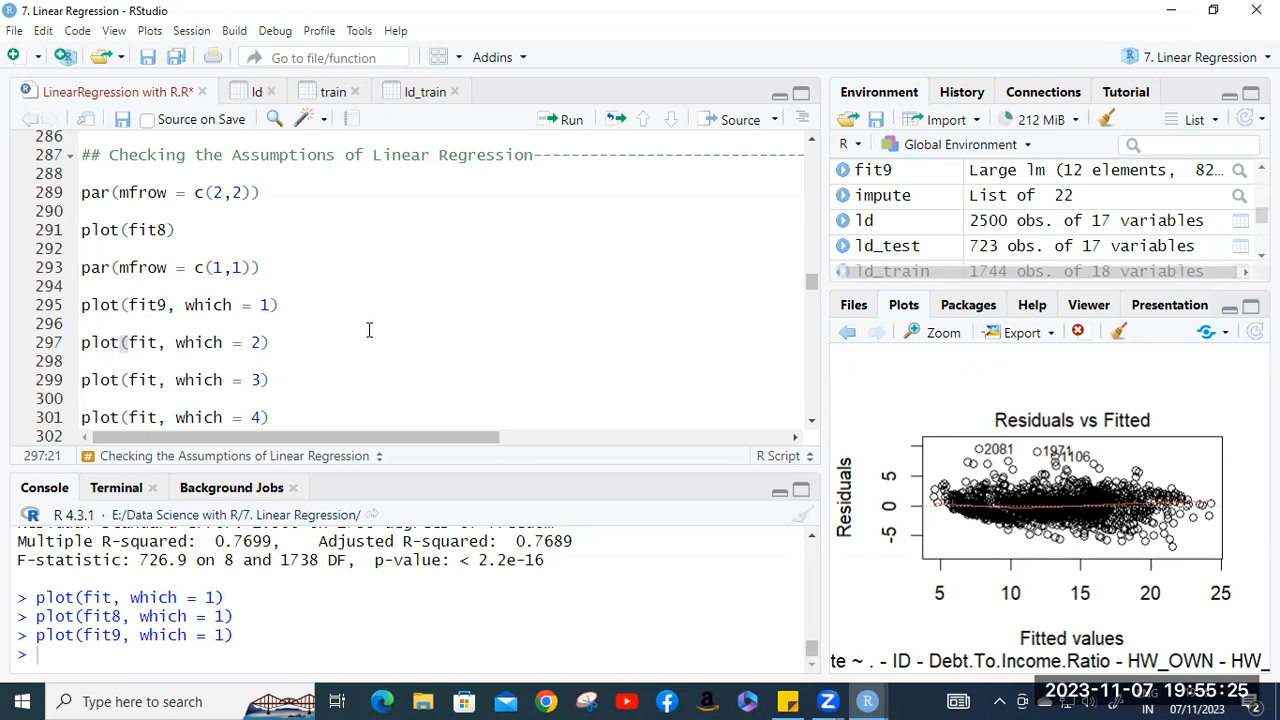 7. Linear Regression - RStudio
File Edit Code View Plots Session Build Debug Profile Tools Help
Go to file/function Addins 7. Linear Regression
LinearRegression with R.R* ld train ld_train
Source on Save Run Source
286
287 ## Checking the Assumptions of Linear Regression-----------------------------
288
289 par(mfrow = c(2,2))
290
291 plot(fit8)
292
293 par(mfrow = c(1,1))
294
295 plot(fit9, which = 1)
296
297 plot(fit, which = 2)
298
299 plot(fit, which = 3)
300
301 plot(fit, which = 4)
302
297:21 Checking the Assumptions of Linear Regression R Script
Console Terminal Background Jobs
R 4.3.1 · E:/Data Science with R/7. Linear Regression/
Multiple R-squared: 0.7699, Adjusted R-squared: 0.7689
F-statistic: 726.9 on 8 and 1738 DF, p-value: < 2.2e-16
> plot(fit, which = 1)
> plot(fit8, which = 1)
> plot(fit9, which = 1)
>
Environment History Connections Tutorial
Import 212 MiB List
R Global Environment
fit9 Large lm (12 elements, 82…
impute List of 22
ld 2500 obs. of 17 variables
ld_test 723 obs. of 17 variables
ld_train 1744 obs. of 18 variables
Files Plots Packages Help Viewer Presentation
Zoom Export
Residuals vs Fitted
2081 1971 1106
Residuals
5
0
-5
5 10 15 20 25
Fitted values
te ~ . - ID - Debt.To.Income.Ratio - HW_OWN - HW_
Type here to search
2023-11-07 19:55:25
IN 07/11/2023 2